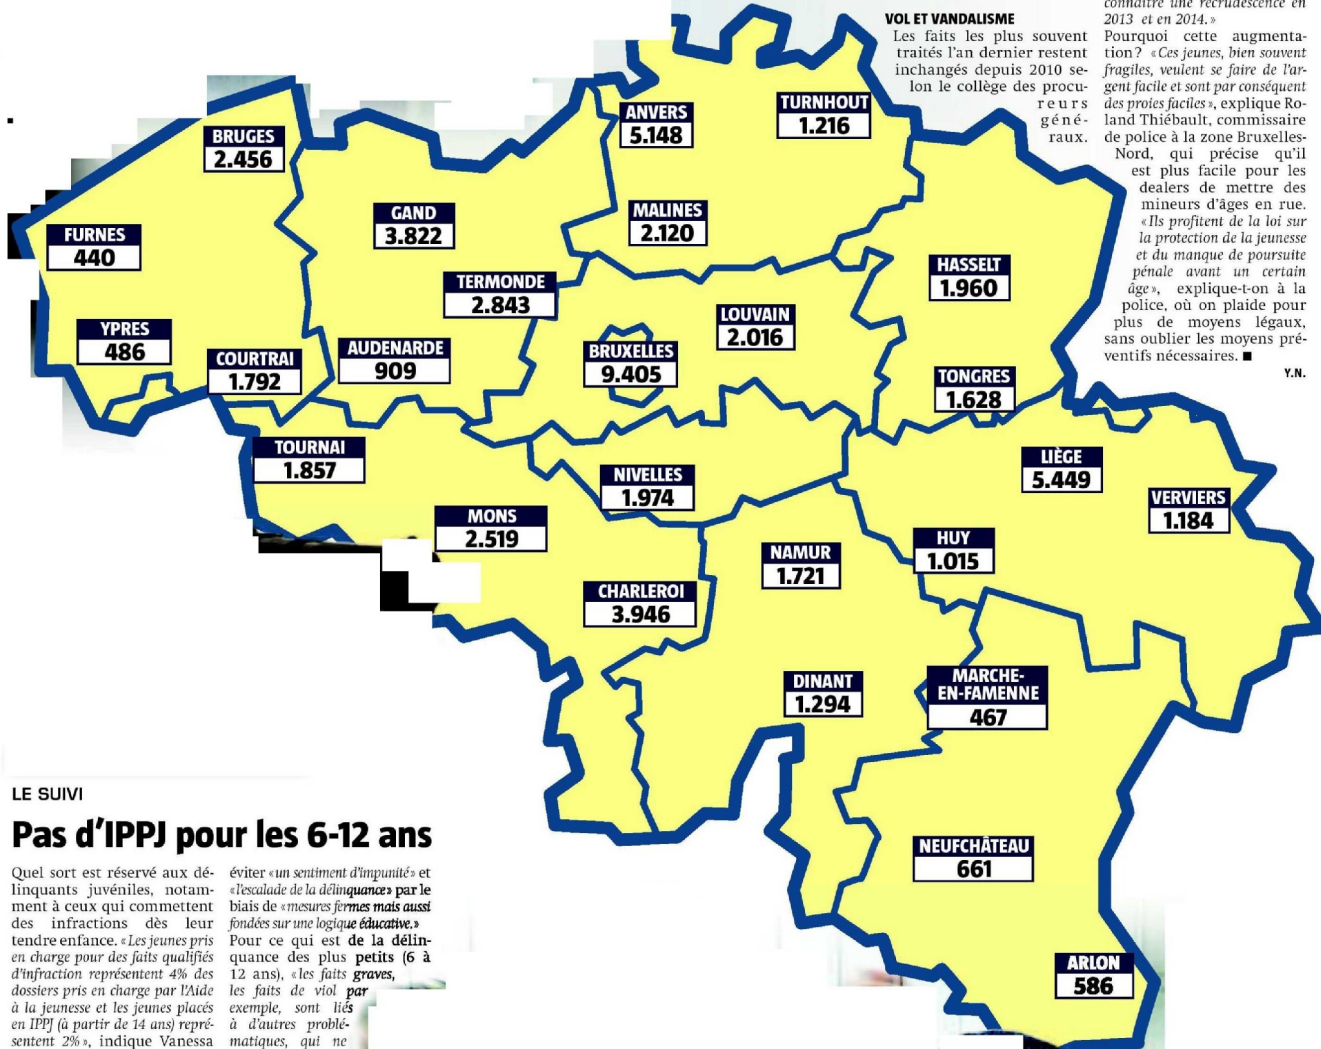 VOL ET VANDALISME
Les faits les plus souvent
traités l'an dernier restent
inchangés depuis 2010 se-
lon le collège des procu-
reurs
géné-
raux.
connaître une recrudescence en
2013 et en 2014. »
Pourquoi cette augmenta-
tion? «Ces jeunes, bien souvent
fragiles, veulent se faire de l'ar-
gent facile et sont par conséquent
des proies faciles», explique Ro-
land Thiébault, commissaire
de police à la zone Bruxelles-
Nord, qui précise qu'il
est plus facile pour les
dealers de mettre des
mineurs d'âges en rue.
«Ils profitent de la loi sur
la protection de la jeunesse
et du manque de poursuite
pénale avant un certain
âge», explique-t-on à la
police, où on plaide pour
plus de moyens légaux,
sans oublier les moyens pré-
ventifs nécessaires. ■
Y.N.
BRUGES
2.456
FURNES
440
YPRES
486
COURTRAI
1.792
GAND
3.822
TERMONDE
2.843
AUDENARDE
909
ANVERS
5.148
TURNHOUT
1.216
MALINES
2.120
HASSELT
1.960
LOUVAIN
2.016
BRUXELLES
9.405
TONGRES
1.628
TOURNAI
1.857
NIVELLES
1.974
LIÈGE
5.449
VERVIERS
1.184
MONS
2.519
HUY
1.015
NAMUR
1.721
CHARLEROI
3.946
DINANT
1.294
MARCHE-
EN-FAMENNE
467
NEUFCHÂTEAU
661
ARLON
586
LE SUIVI
Pas d'IPPJ pour les 6-12 ans
Quel sort est réservé aux dé-
linquants juvéniles, notam-
ment à ceux qui commettent
des infractions dès leur
tendre enfance. «Les jeunes pris
en charge pour des faits qualifiés
d'infraction représentent 4% des
dossiers pris en charge par l'Aide
à la jeunesse et les jeunes placés
en IPPJ (à partir de 14 ans) repré-
sentent 2%», indique Vanessa
éviter «un sentiment d'impunité» et
«l'escalade de la délinquance» par le
biais de «mesures fermes mais aussi
fondées sur une logique éducative.»
Pour ce qui est de la délin-
quance des plus petits (6 à
12 ans), «les faits graves,
les faits de viol par
exemple, sont liés
à d'autres problé-
matiques, qui ne